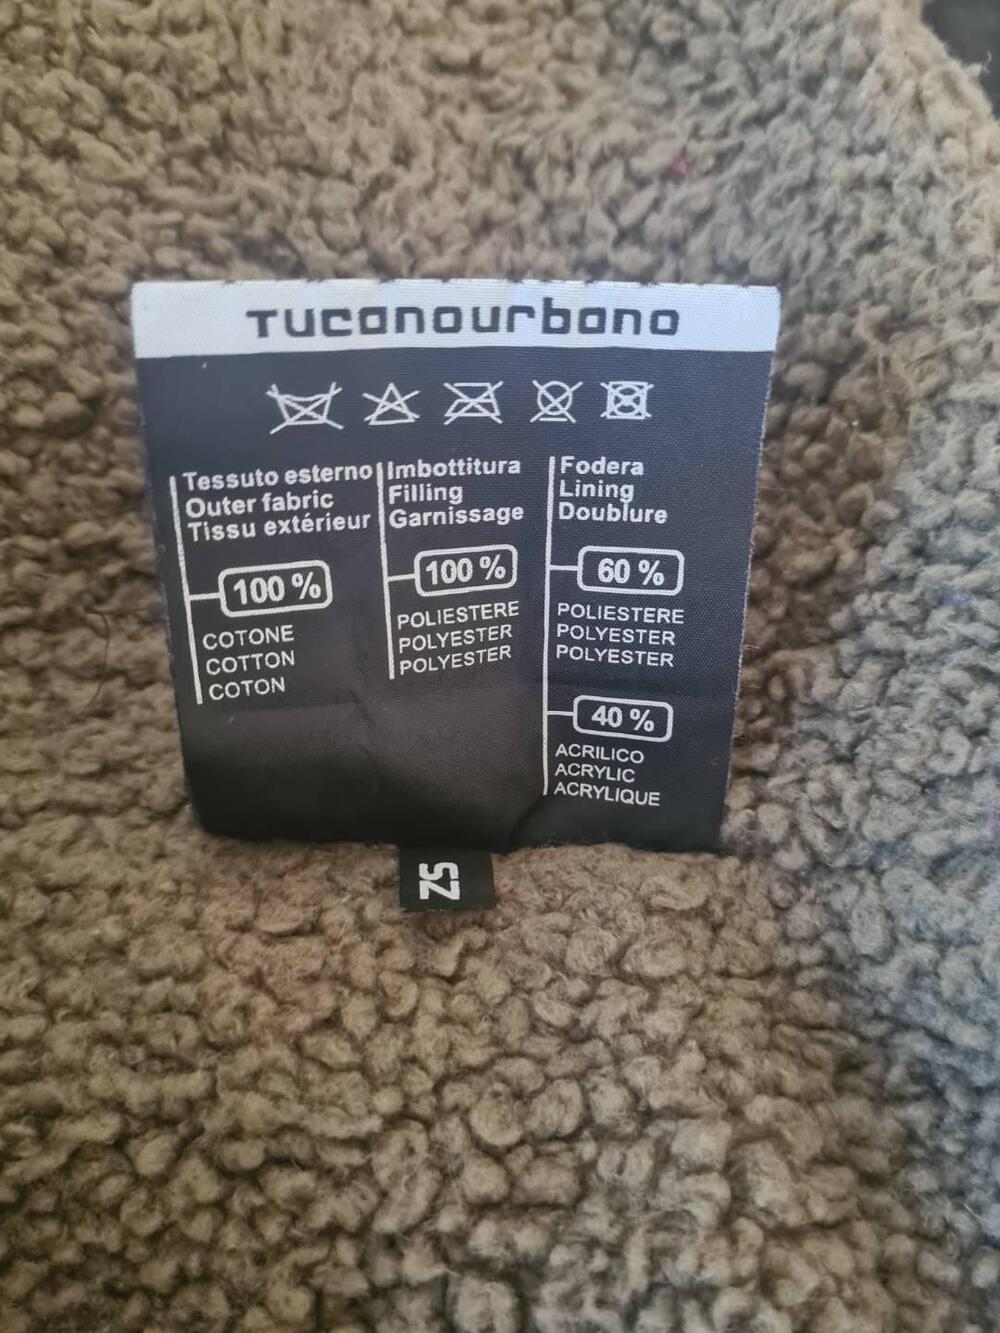 Tucanourbano
Tessuto esterno
Outer fabric
Tissu extérieur
100 %
COTONE
COTTON
COTON
Imbottitura
Filling
Garnissage
100 %
POLIESTERE
POLYESTER
POLYESTER
Fodera
Lining
Doublure
60 %
POLIESTERE
POLYESTER
POLYESTER
40 %
ACRILICO
ACRYLIC
ACRYLIQUE